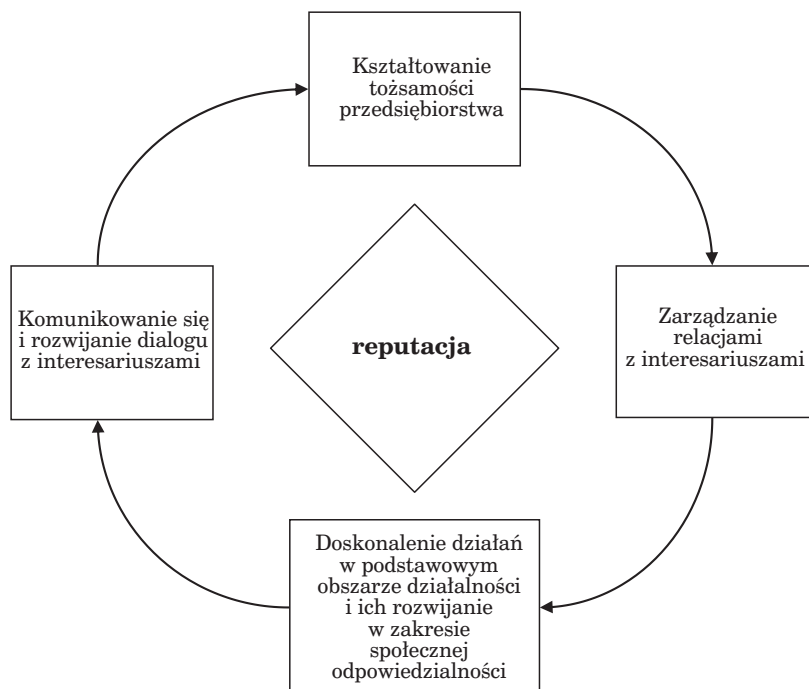 Kształtowanie
tożsamości
przedsiębiorstwa
Komunikowanie się
i rozwijanie dialogu
z interesariuszami
reputacja
Zarządzanie
relacjami
z interesariuszami
Doskonalenie działań
w podstawowym
obszarze działalności
i ich rozwijanie
w zakresie
społecznej
odpowiedzialności